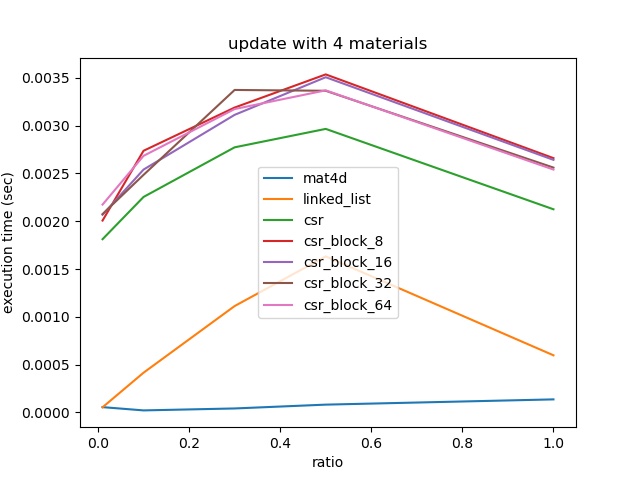 update with 4 materials
0.0035
0.0030
0.0025
0.0020
0.0015
0.0010
0.0005
0.0000
execution time (sec)
mat4d
linked_list
csr
csr_block_8
csr_block_16
csr_block_32
csr_block_64
0.0 0.2 0.4 0.6 0.8 1.0
ratio